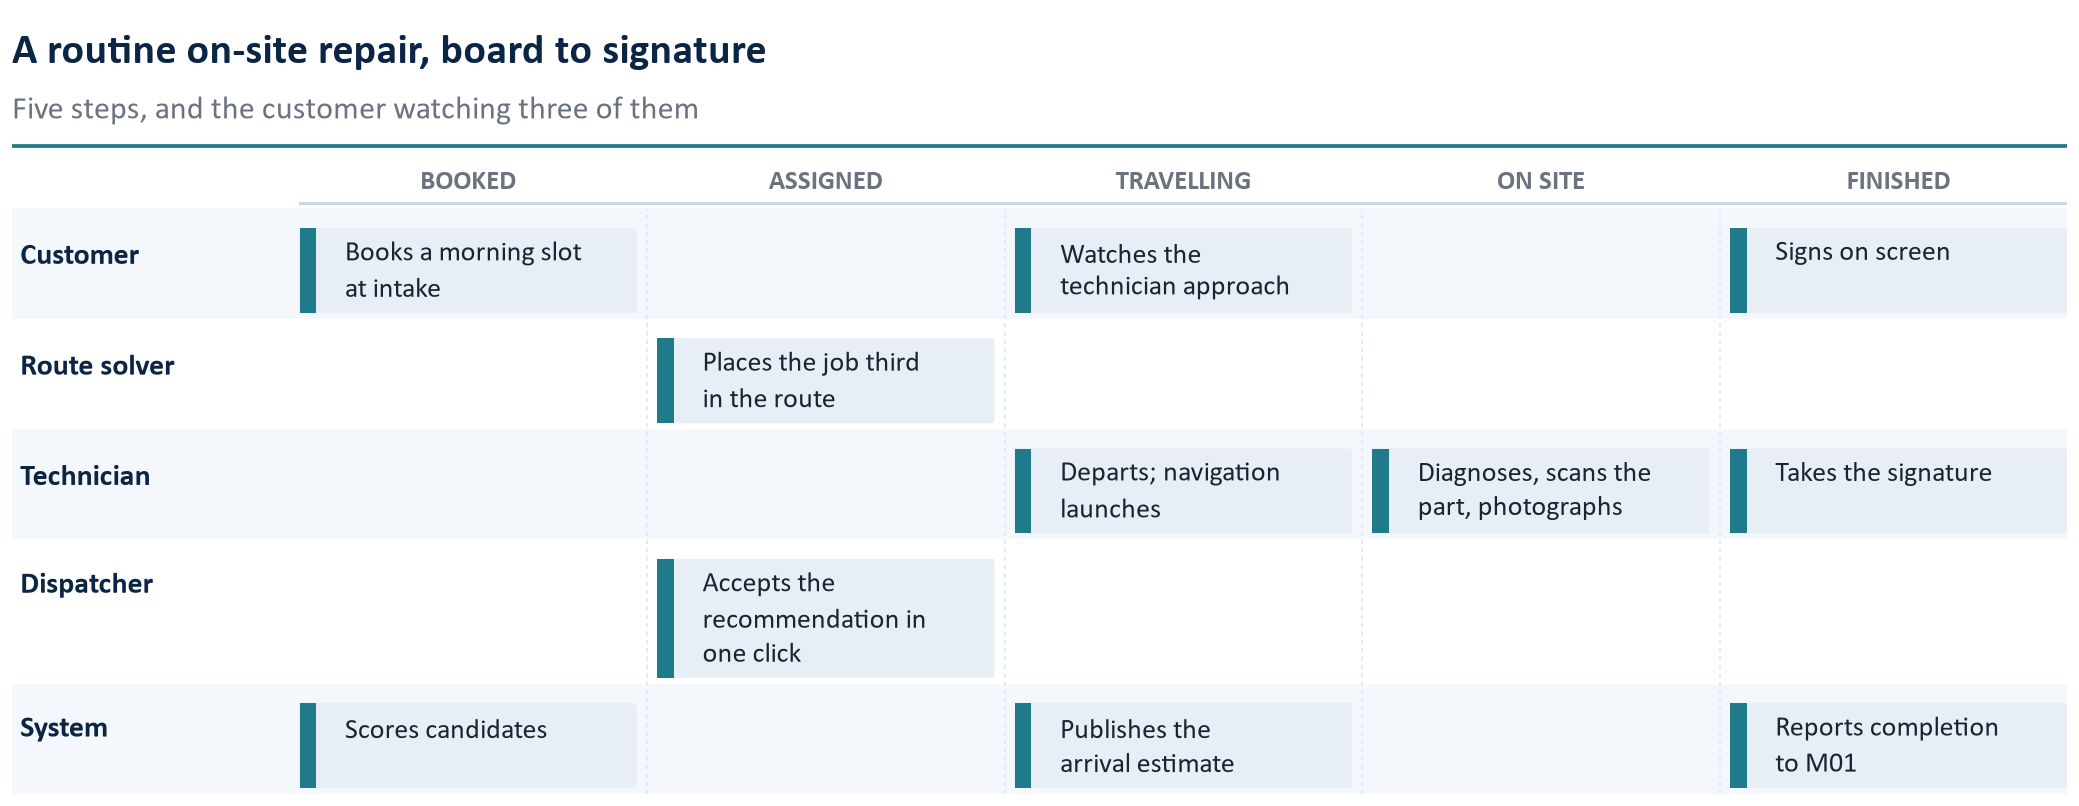 A routine on-site repair, board to signature
Five steps, and the customer watching three of them
BOOKED
ASSIGNED
TRAVELLING
ON SITE
FINISHED
Customer
Books a morning slot
at intake
Watches the
technician approach
Signs on screen
Route solver
Places the job third
in the route
Technician
Departs; navigation
launches
Diagnoses, scans the
part, photographs
Takes the signature
Dispatcher
Accepts the
recommendation in
one click
System
Scores candidates
Publishes the
arrival estimate
Reports completion
to M01